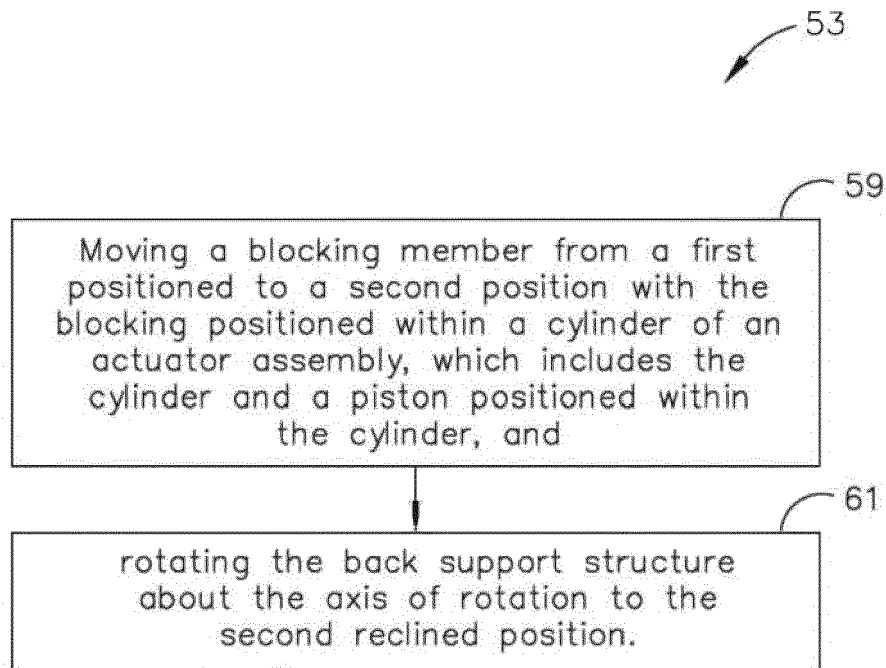 53
59
Moving a blocking member from a first
positioned to a second position with the
blocking positioned within a cylinder of an
actuator assembly, which includes the
cylinder and a piston positioned within
the cylinder, and
61
rotating the back support structure
about the axis of rotation to the
second reclined position.